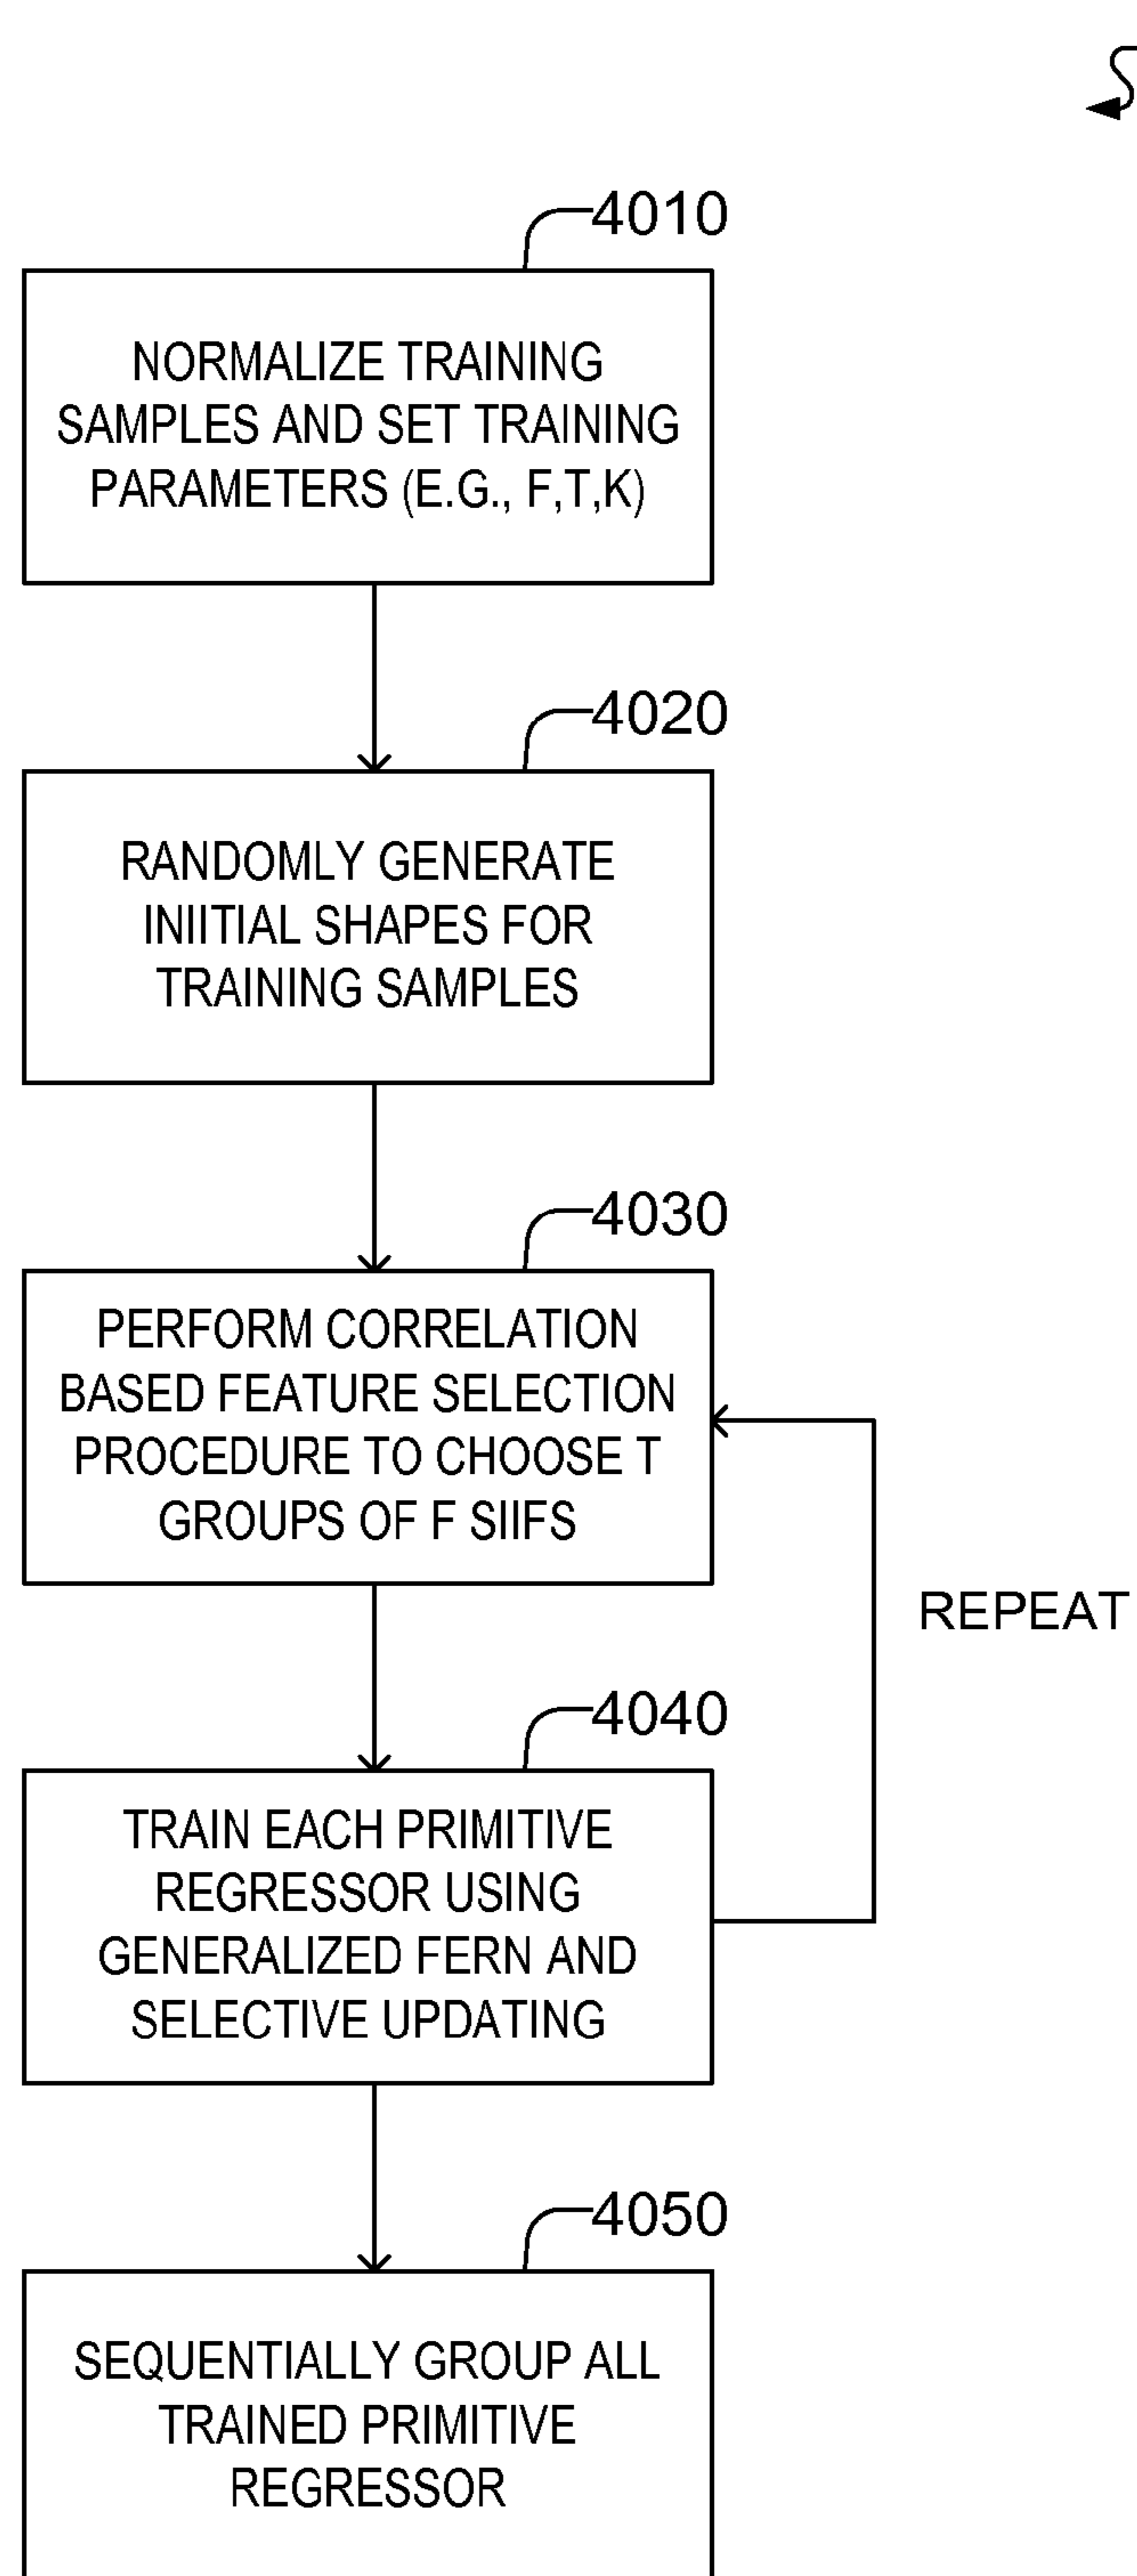 4010
NORMALIZE TRAINING
SAMPLES AND SET TRAINING
PARAMETERS (E.G., F,T,K)
4020
RANDOMLY GENERATE
INIITIAL SHAPES FOR
TRAINING SAMPLES
4030
PERFORM CORRELATION
BASED FEATURE SELECTION
PROCEDURE TO CHOOSE T
GROUPS OF F SIIFS
REPEAT
4040
TRAIN EACH PRIMITIVE
REGRESSOR USING
GENERALIZED FERN AND
SELECTIVE UPDATING
4050
SEQUENTIALLY GROUP ALL
TRAINED PRIMITIVE
REGRESSOR